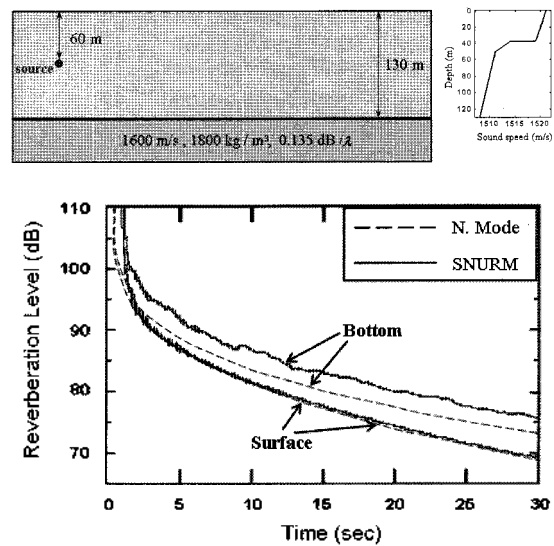 60 m
source
130 m
1600 m/s , 1800 kg / m³, 0.135 dB /λ
Depth (m)
0
20
40
60
80
100
120
1510 1515 1520
Sound speed (m/s)
Reverberation Level (dB)
110
100
90
80
70
N. Mode
SNURM
Bottom
Surface
0 5 10 15 20 25 30
Time (sec)